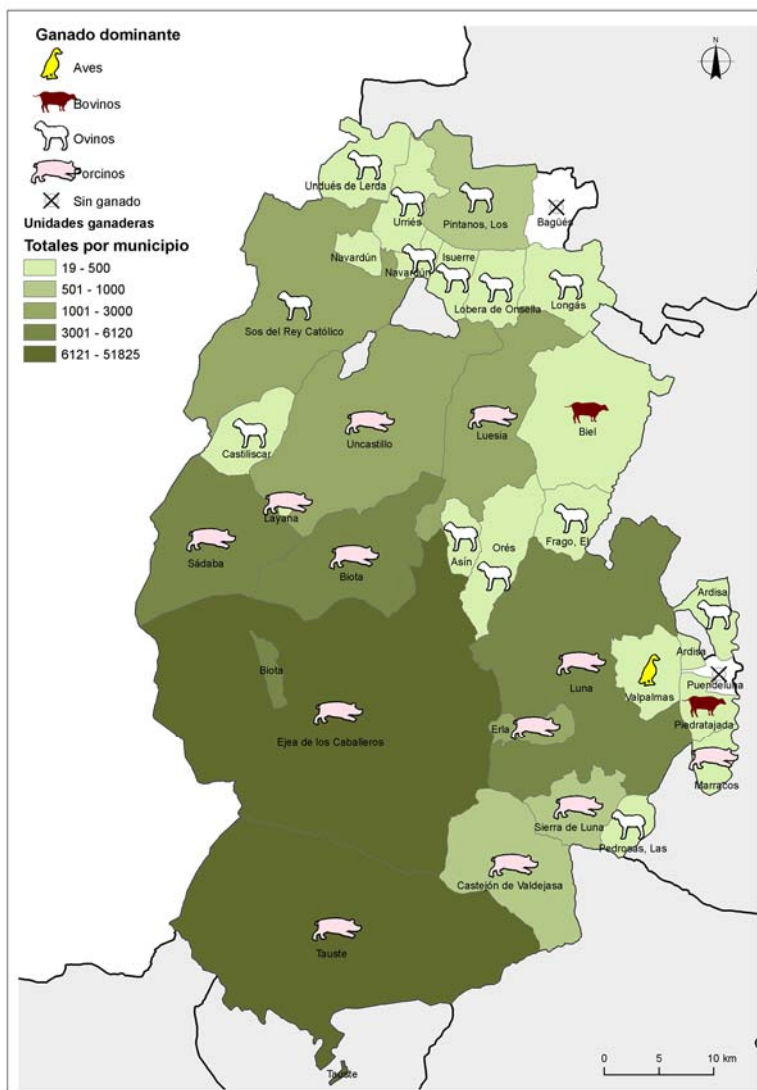 Ganado dominante
Aves
Bovinos
Ovinos
Porcinos
Sin ganado
Unidades ganaderas
Totales por municipio
19 - 500
501 - 1000
1001 - 3000
3001 - 6120
6121 - 51825
N
Undués de Lerda
Urriés
Pintanos, Los
Bagüés
Navardún
Navardún
Isuerre
Lobera de Onsella
Longás
Sos del Rey Católico
Uncastillo
Luesia
Biel
Castiliscar
Layana
Sádaba
Biota
Asín
Orés
Frago, El
Ardisa
Ardisa
Biota
Luna
Valpalmas
Puendeluna
Piedratajada
Erla
Ejea de los Caballeros
Marracos
Sierra de Luna
Pedrosas, Las
Castejón de Valdejasa
Tauste
Tauste
0 5 10 km